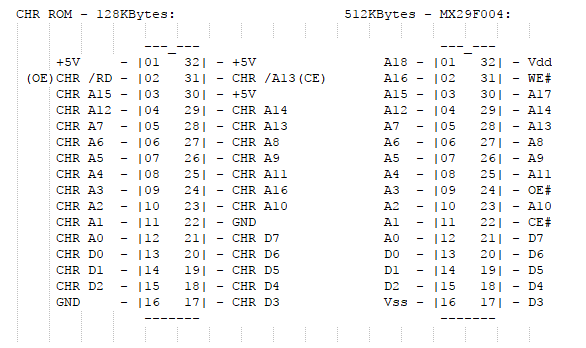 CHR ROM - 128KBytes:                     512KBytes - MX29F004:
                ---_---                              ---_---
     +5V     - |01   32| - +5V                A18 - |01   32| - Vdd
 (OE)CHR /RD - |02   31| - CHR /A13(CE)       A16 - |02   31| - WE#
     CHR A15 - |03   30| - +5V                A15 - |03   30| - A17
     CHR A12 - |04   29| - CHR A14            A12 - |04   29| - A14
     CHR A7  - |05   28| - CHR A13            A7  - |05   28| - A13
     CHR A6  - |06   27| - CHR A8             A6  - |06   27| - A8
     CHR A5  - |07   26| - CHR A9             A5  - |07   26| - A9
     CHR A4  - |08   25| - CHR A11            A4  - |08   25| - A11
     CHR A3  - |09   24| - CHR A16            A3  - |09   24| - OE#
     CHR A2  - |10   23| - CHR A10            A2  - |10   23| - A10
     CHR A1  - |11   22| - GND                A1  - |11   22| - CE#
     CHR A0  - |12   21| - CHR D7             A0  - |12   21| - D7
     CHR D0  - |13   20| - CHR D6             D0  - |13   20| - D6
     CHR D1  - |14   19| - CHR D5             D1  - |14   19| - D5
     CHR D2  - |15   18| - CHR D4             D2  - |15   18| - D4
     GND     - |16   17| - CHR D3             Vss - |16   17| - D3
                -------                              -------